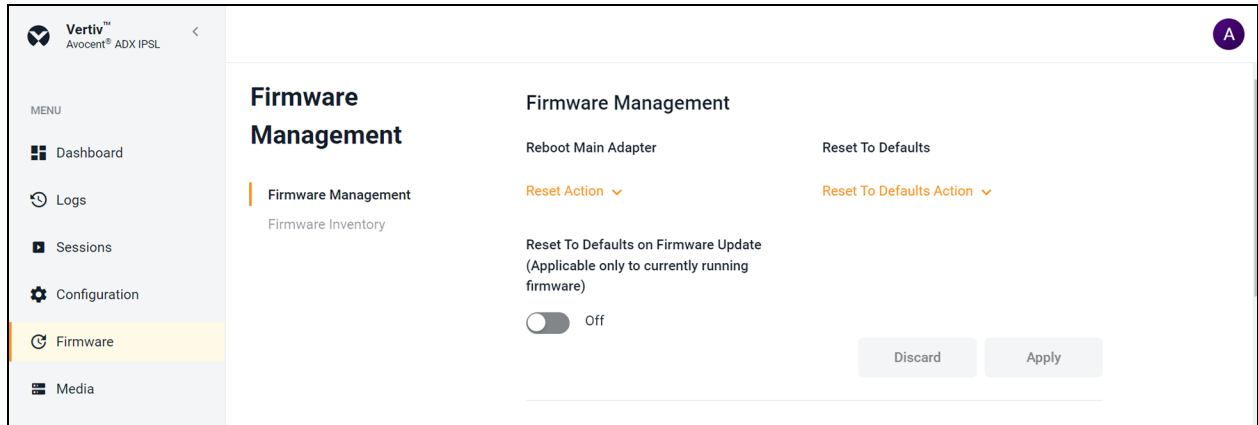 Vertiv™
Avocent® ADX IPSL
A
MENU
Dashboard
Logs
Sessions
Configuration
Firmware
Media
Firmware
Management
Firmware Management
Firmware Inventory
Firmware Management
Reboot Main Adapter
Reset To Defaults
Reset Action
Reset To Defaults Action
Reset To Defaults on Firmware Update
(Applicable only to currently running
firmware)
Off
Discard
Apply